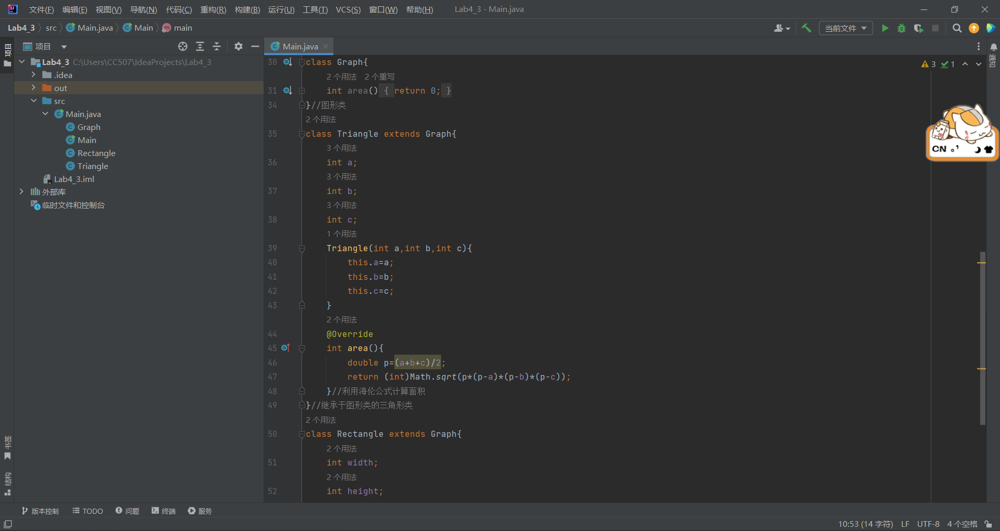 文件(F) 编辑(E) 视图(V) 导航(N) 代码(C) 重构(R) 构建(B) 运行(U) 工具(T) VCS(S) 窗口(W) 帮助(H) Lab4_3 - Main.java
Lab4_3 src Main.java Main main 当前文件
项目
项目
Main.java
Lab4_3 C:\Users\CC507\IdeaProjects\Lab4_3
.idea
out
src
Main.java
Graph
Main
Rectangle
Triangle
Lab4_3.iml
外部库
临时文件和控制台
书签
结构
3 1
通知
CN
30 class Graph{
2 个用法 2 个重写
31 int area() { return 0; }
34 }//图形类
2 个用法
35 class Triangle extends Graph{
3 个用法
36 int a;
3 个用法
37 int b;
3 个用法
38 int c;
1 个用法
39 Triangle(int a,int b,int c){
40 this.a=a;
41 this.b=b;
42 this.c=c;
43 }
2 个用法
44 @Override
45 int area(){
46 double p=(a+b+c)/2;
47 return (int)Math.sqrt(p*(p-a)*(p-b)*(p-c));
48 }//利用海伦公式计算面积
49 }//继承于图形类的三角形类
2 个用法
50 class Rectangle extends Graph{
2 个用法
51 int width;
2 个用法
52 int height;
版本控制 TODO 问题 终端 服务
10:53 (14 字符) LF UTF-8 4 个空格